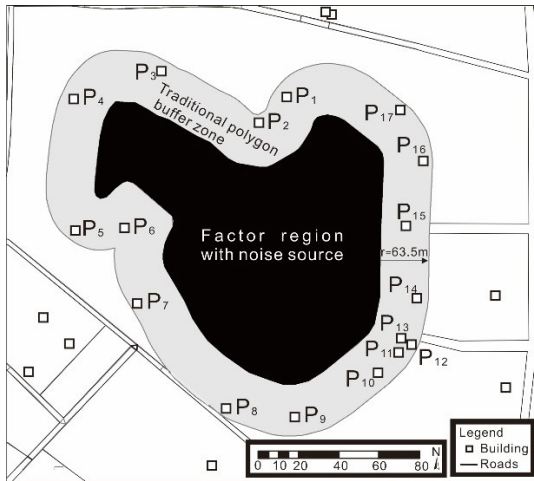 P3
P4
P1
P17
Traditional polygon
buffer zone
P2
P16
P5
P6
P15
Factor region
with noise source
r=63.5m
P7
P14
P13
P11
P12
P10
P8
P9
Legend
Building
Roads
N
0 10 20 40 60 80